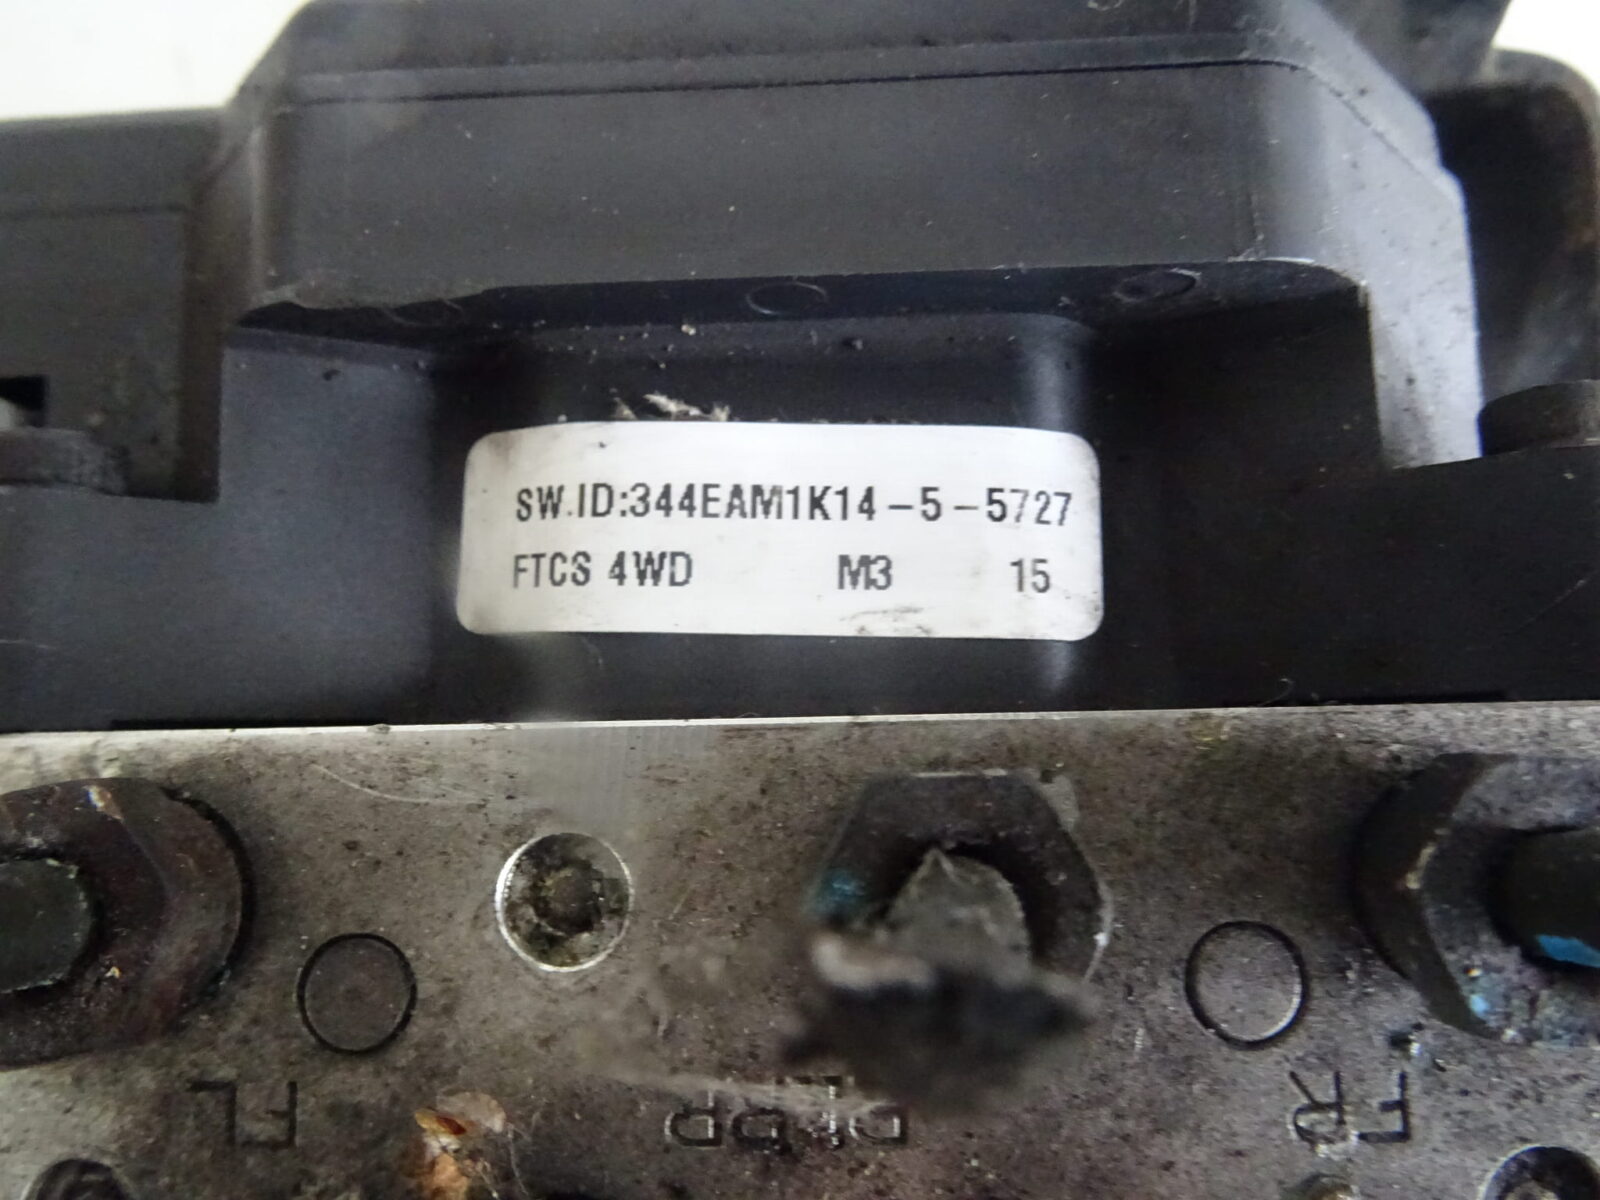 SW.ID:344EAM1K14-5-5727
FTCS 4WD M3 15
FL
FR